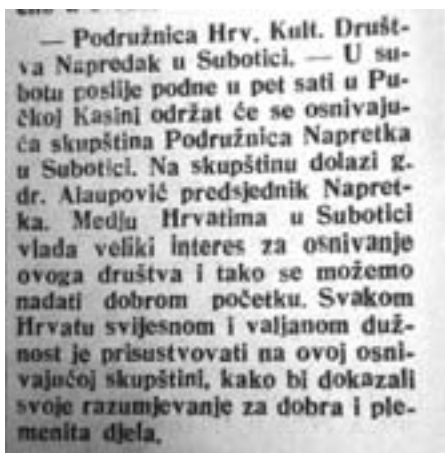 — Podružnica Hrv. Kult. Dručt-
va Napredak u Subotici. — U su-
botu poslije podne u pet sati u Pu-
čkoj Kasini održat će se osnivaju-
ća skupština Podružnica Napretka
u Subotici. Na skupštinu dolazi g.
dr. Alaupović predsjednik Napret-
ka. Medju Hrvatima u Subotici
vlada veliki interes za osnivanje
ovoga društva i tako se možemo
nadati dobrom početku. Svakom
Hrvatu svijesnom i valjanom duž-
nost je prisustvovati na ovoj osni-
vajućoj skupštini, kako bi dokazali
svoje razumjevanje za dobra i ple-
menita djela.